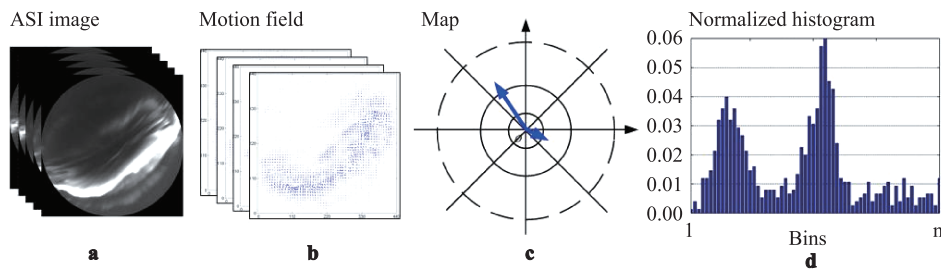 ASI image
Motion field
Map
Normalized histogram
0.06
0.05
0.04
0.03
0.02
0.01
0.00
1
Bins
n
a
b
c
d